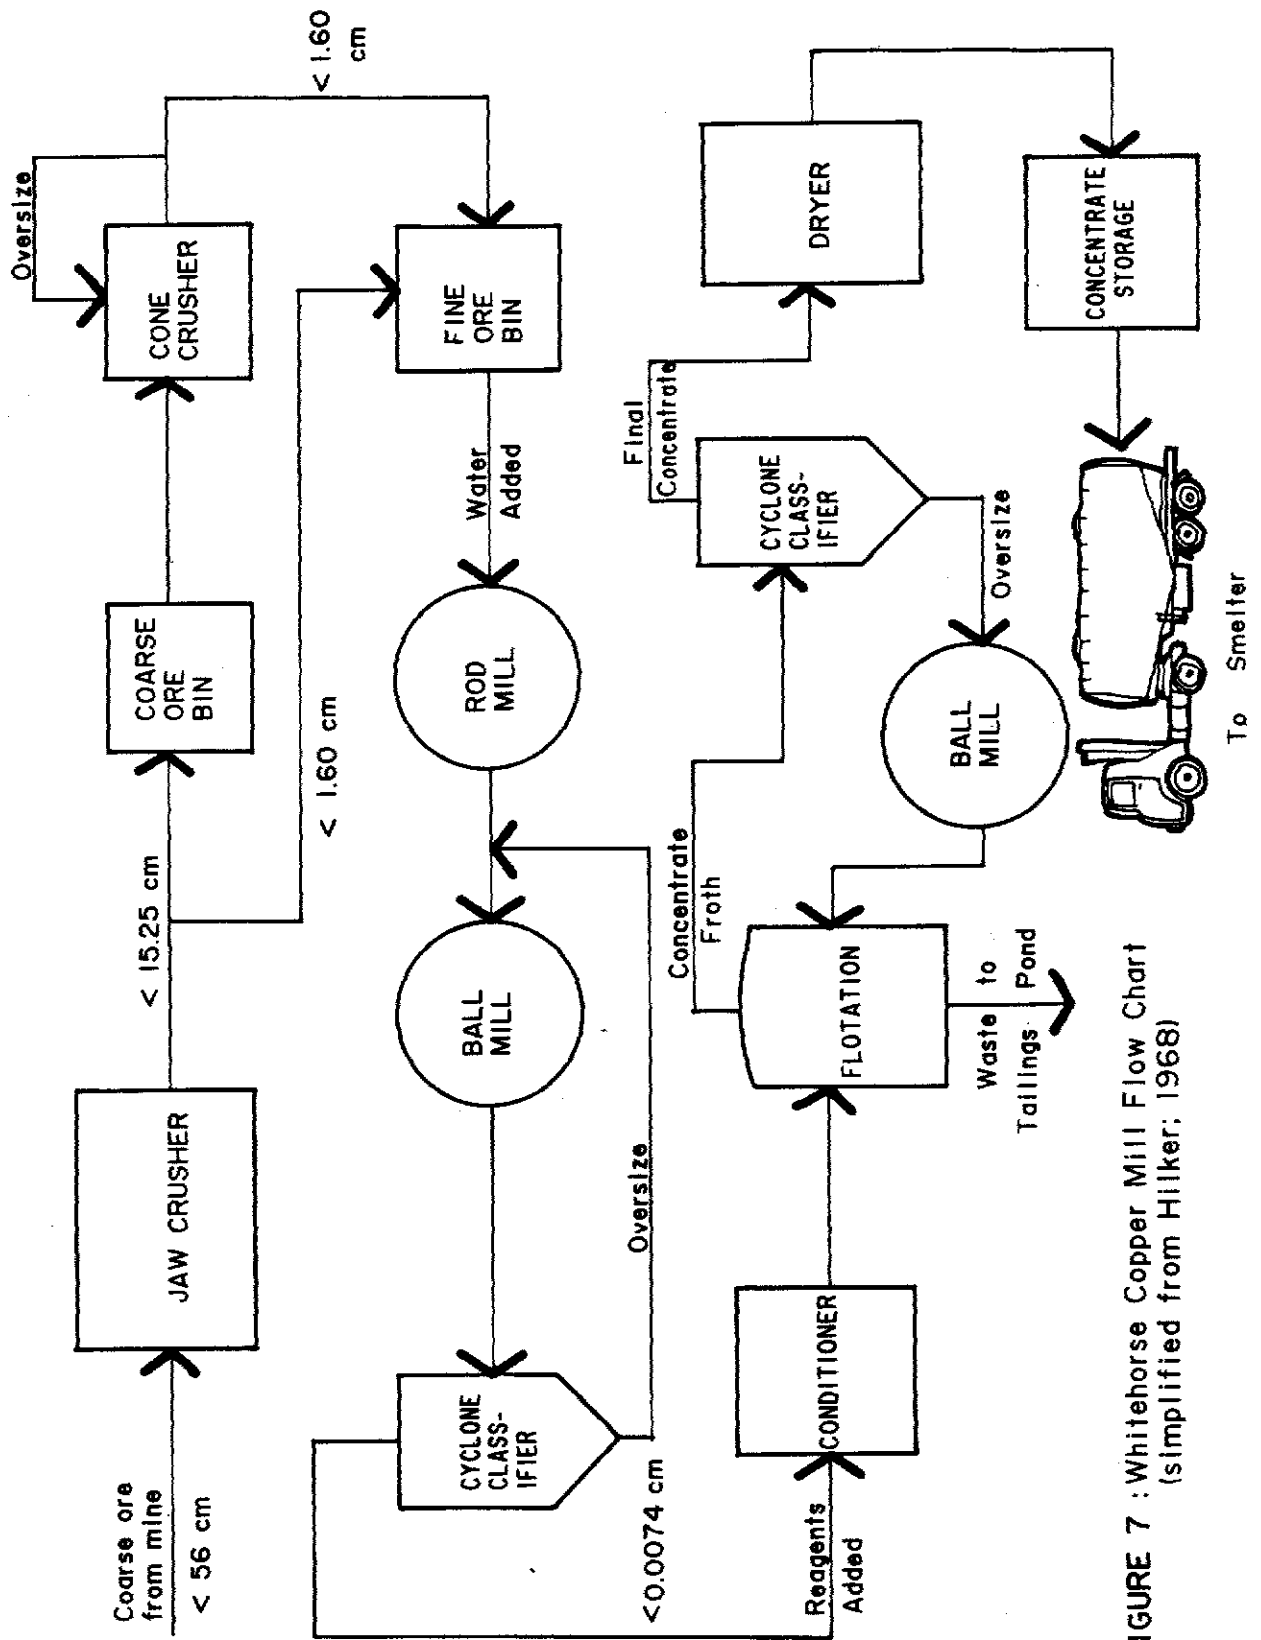 Coarse ore
from mine
< 56 cm
JAW CRUSHER
< 15.25 cm
COARSE
ORE
BIN
CONE
CRUSHER
Oversize
< 1.60
cm
< 1.60 cm
FINE
ORE
BIN
Water
Added
ROD
MILL
BALL
MILL
CYCLONE
CLASS-
IFIER
Oversize
<0.0074 cm
Reagents
Added
CONDITIONER
FLOTATION
Waste to
Tailings Pond
Concentrate
Froth
CYCLONE
CLASS-
IFIER
Oversize
BALL
MILL
Final
Concentrate
DRYER
CONCENTRATE
STORAGE
To Smelter
IGURE 7 : Whitehorse Copper Mill Flow Chart
(simplified from Hilker; 1968)